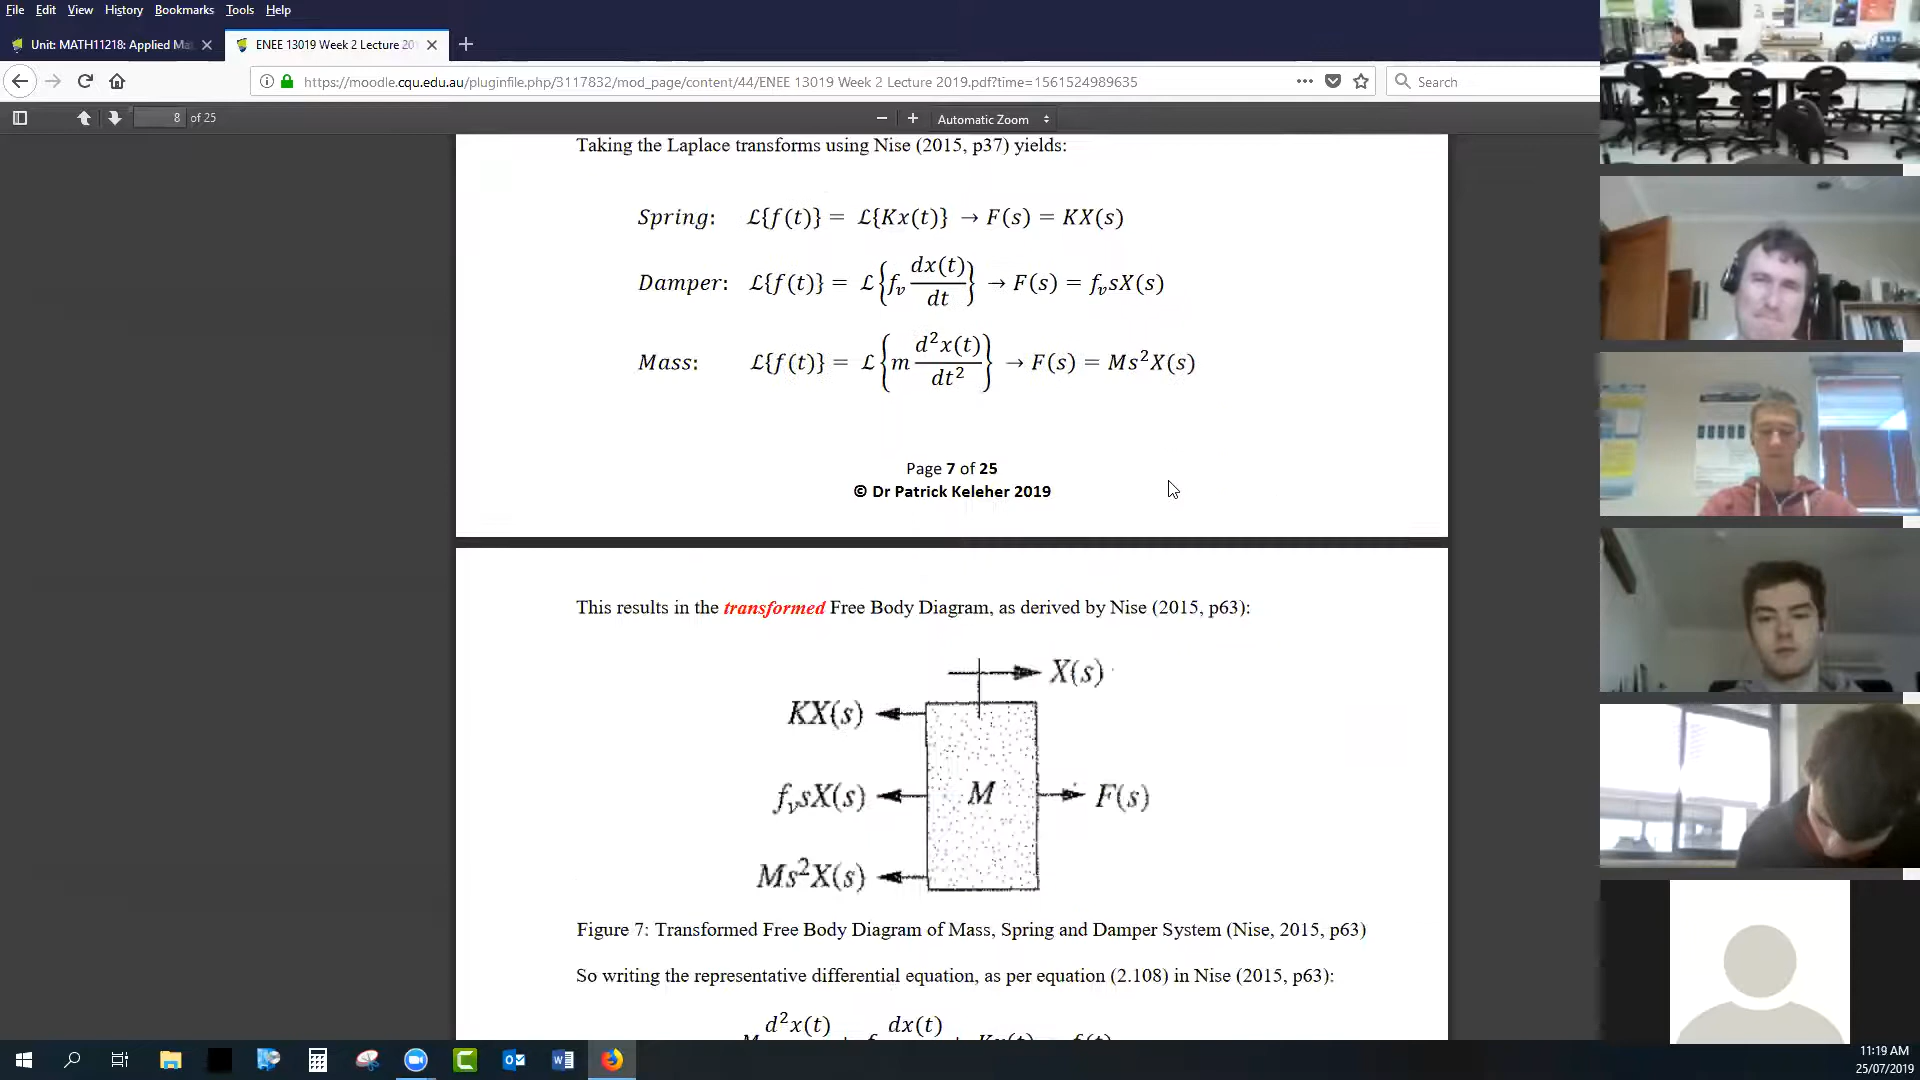 File Edit View History Bookmarks Tools Help
Unit: MATH11218: Applied Ma
ENEE 13019 Week 2 Lecture 20
https://moodle.cqu.edu.au/pluginfile.php/3117832/mod_page/content/44/ENEE 13019 Week 2 Lecture 2019.pdf?time=1561524989635
Search
8 of 25
Automatic Zoom
Taking the Laplace transforms using Nise (2015, p37) yields:
Spring: ℒ{f(t)} = ℒ{Kx(t)} → F(s) = KX(s)
Damper: ℒ{f(t)} = ℒ{f_v dx(t)/dt} → F(s) = f_v sX(s)
Mass: ℒ{f(t)} = ℒ{m d²x(t)/dt²} → F(s) = Ms²X(s)
Page 7 of 25
© Dr Patrick Keleher 2019
This results in the transformed Free Body Diagram, as derived by Nise (2015, p63):
X(s)
KX(s)
f_v sX(s)
M
F(s)
Ms²X(s)
Figure 7: Transformed Free Body Diagram of Mass, Spring and Damper System (Nise, 2015, p63)
So writing the representative differential equation, as per equation (2.108) in Nise (2015, p63):
d²x(t) dx(t)
11:19 AM
25/07/2019